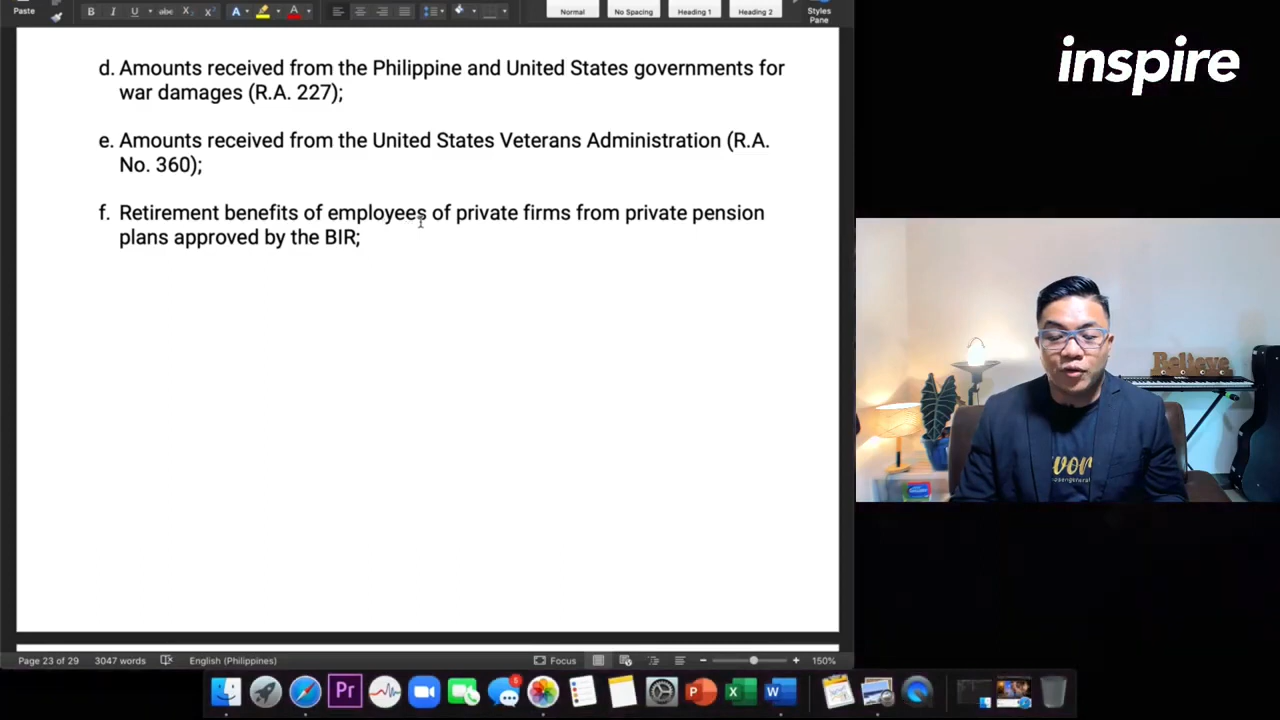 Paste
Normal
No Spacing
Heading 1
Heading 2
Styles
Pane
inspire
d. Amounts received from the Philippine and United States governments for
war damages (R.A. 227);
e. Amounts received from the United States Veterans Administration (R.A.
No. 360);
f. Retirement benefits of employees of private firms from private pension
plans approved by the BIR;
Believe
Page 23 of 29
3047 words
English (Philippines)
Focus
150%
Pr
5
P
X
W